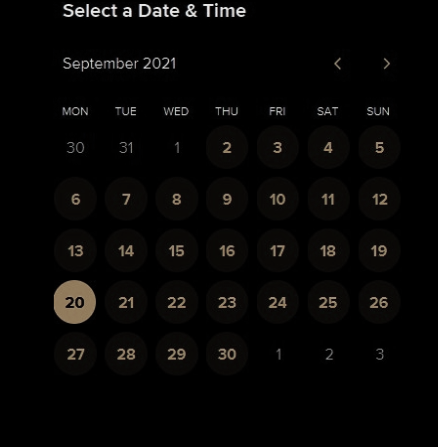 Select a Date & Time
September 2021
MON TUE WED THU FRI SAT SUN
30 31 1 2 3 4 5
6 7 8 9 10 11 12
13 14 15 16 17 18 19
20 21 22 23 24 25 26
27 28 29 30 1 2 3